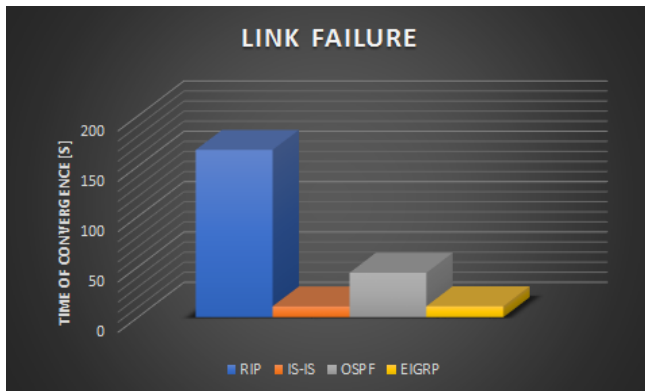 LINK FAILURE
TIME OF CONVERGENCE [S]
200
150
100
50
0
RIP IS-IS OSPF EIGRP